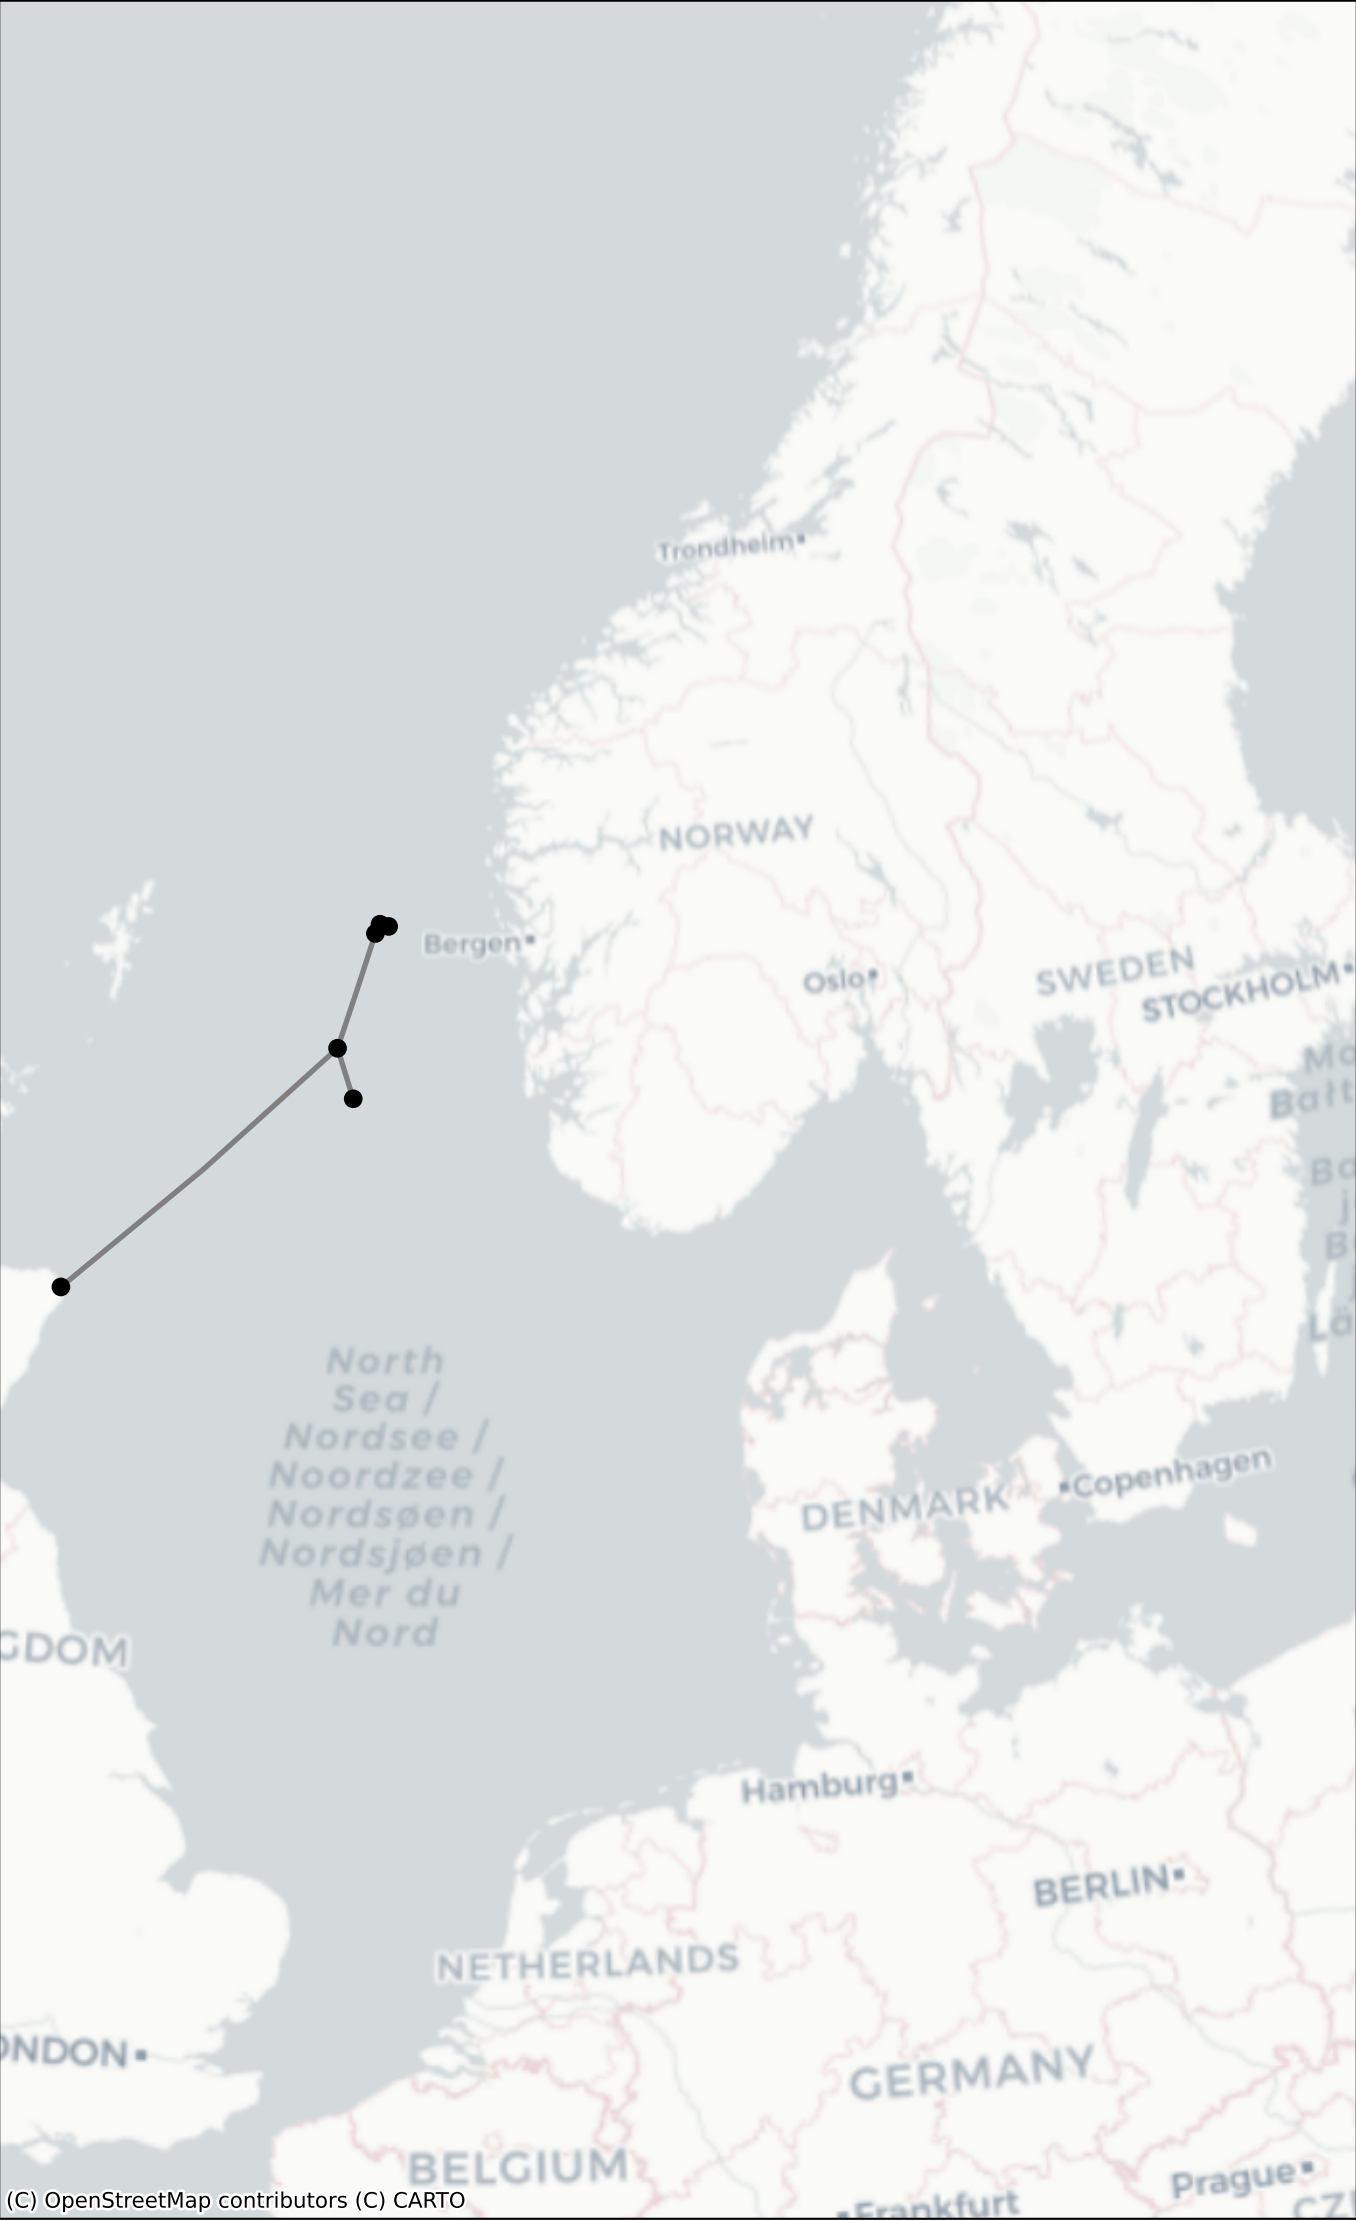 Trondheim
NORWAY
Bergen
Oslo
SWEDEN
STOCKHOLM
North
Sea /
Nordsee /
Noordzee /
Nordsøen /
Nordsjøen /
Mer du
Nord
Copenhagen
DENMARK
GDOM
Hamburg
BERLIN
NETHERLANDS
ONDON
GERMANY
BELGIUM
Prague
Frankfurt
CZ
(C) OpenStreetMap contributors (C) CARTO